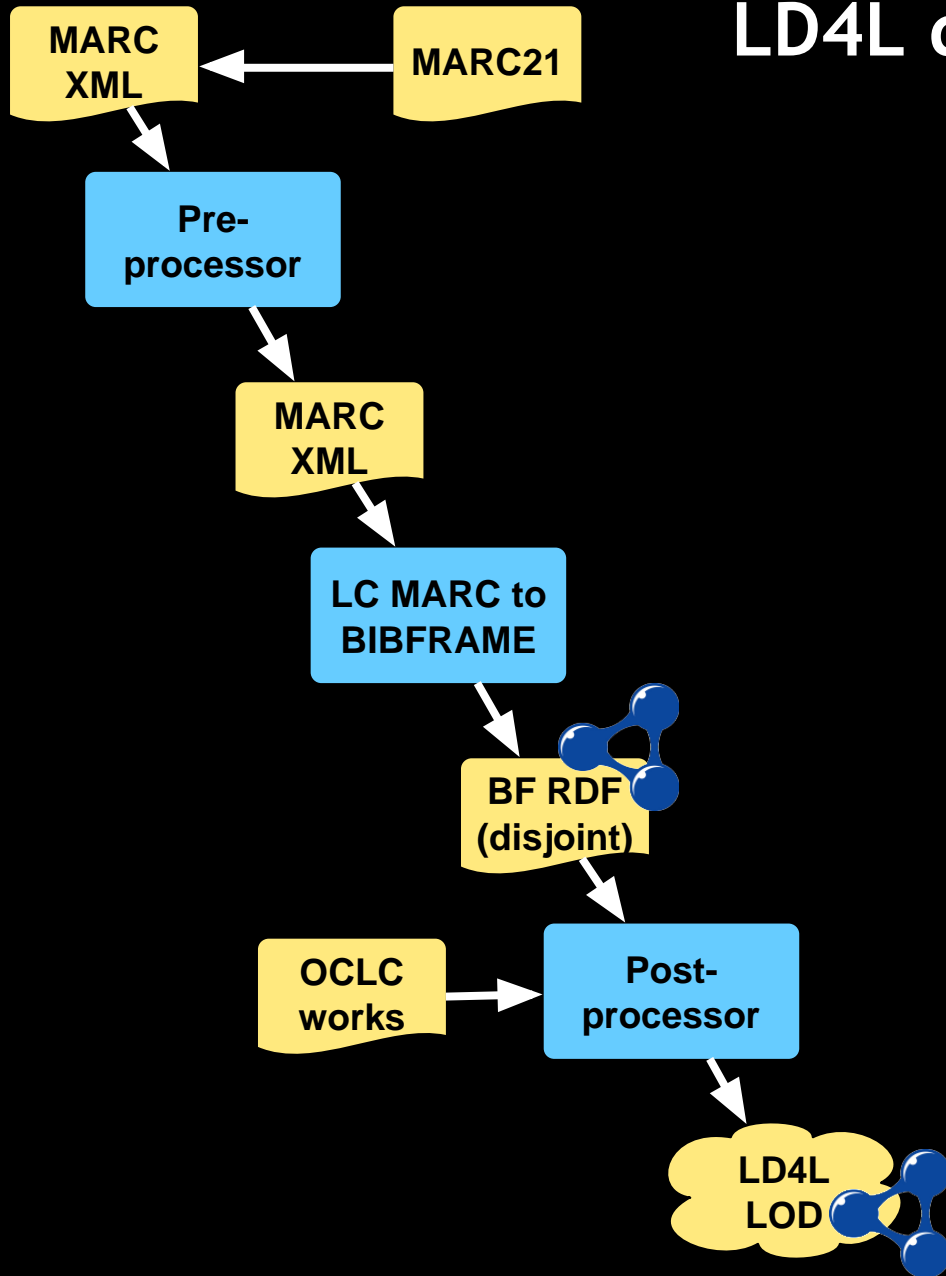 LD4L
MARC
XML
MARC21
Pre-
processor
MARC
XML
LC MARC to
BIBFRAME
BF RDF
(disjoint)
OCLC
works
Post-
processor
LD4L
LOD